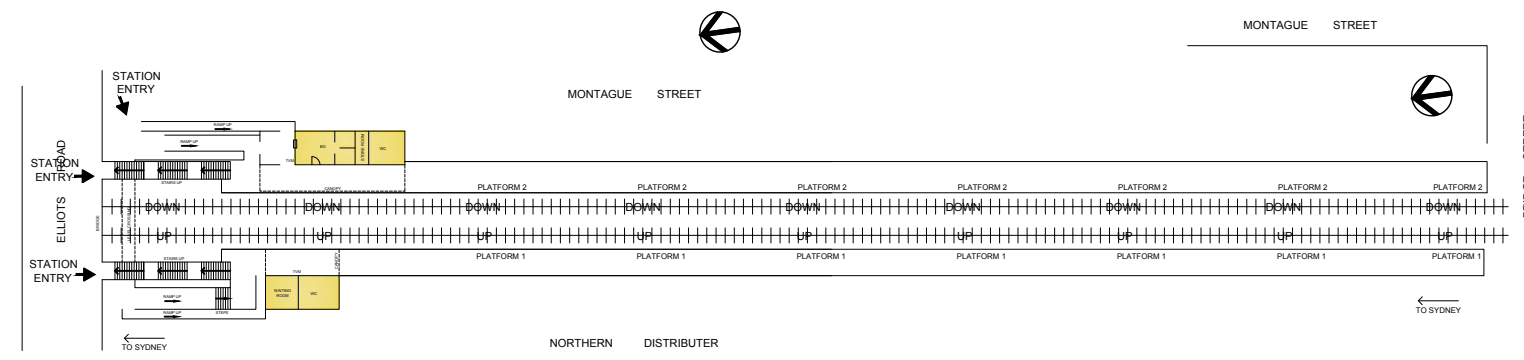 MONTAGUE STREET
STATION
ENTRY
MONTAGUE STREET
RAMP UP
RAMP UP
BO
STORE ROOM
WC
TVM
STATION
ENTRY
ROAD
STAIRS UP
CANOPY
PLATFORM 2
PLATFORM 2
PLATFORM 2
PLATFORM 2
PLATFORM 2
PLATFORM 2
PLATFORM 2
DOWN
DOWN
DOWN
DOWN
DOWN
DOWN
DOWN
DOWN
DOWN
ELLIOTS
BRIDGE
UP
UP
UP
UP
UP
UP
UP
UP
UP
PLATFORM 1
PLATFORM 1
PLATFORM 1
PLATFORM 1
PLATFORM 1
PLATFORM 1
PLATFORM 1
STATION
ENTRY
STAIRS UP
CANOPY
TVM
WAITING
ROOM
WC
RAMP UP
RAMP UP
STEPS
TO SYDNEY
TO SYDNEY
NORTHERN DISTRIBUTER